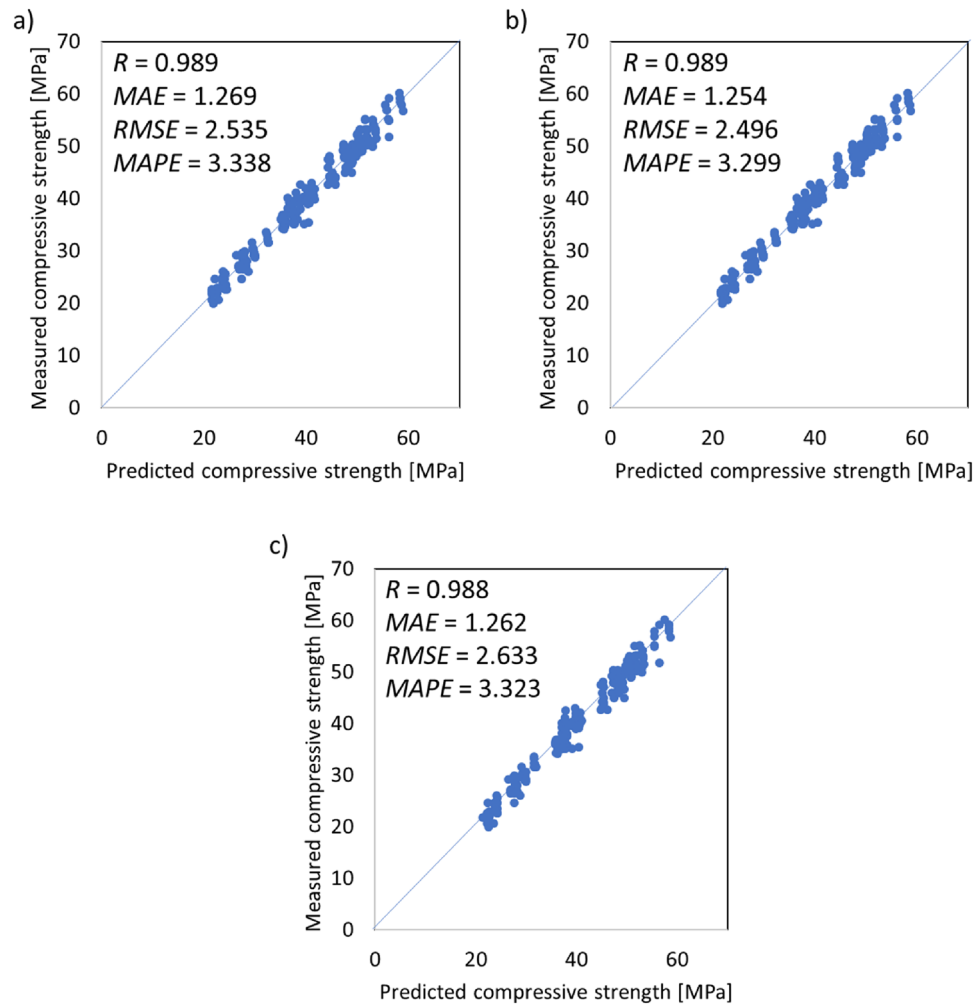 a)
Measured compressive strength [MPa]
70
60
50
40
30
20
10
0
R = 0.989
MAE = 1.269
RMSE = 2.535
MAPE = 3.338
0 20 40 60
Predicted compressive strength [MPa]
b)
Measured compressive strength [MPa]
70
60
50
40
30
20
10
0
R = 0.989
MAE = 1.254
RMSE = 2.496
MAPE = 3.299
0 20 40 60
Predicted compressive strength [MPa]
c)
Measured compressive strength [MPa]
70
60
50
40
30
20
10
0
R = 0.988
MAE = 1.262
RMSE = 2.633
MAPE = 3.323
0 20 40 60
Predicted compressive strength [MPa]